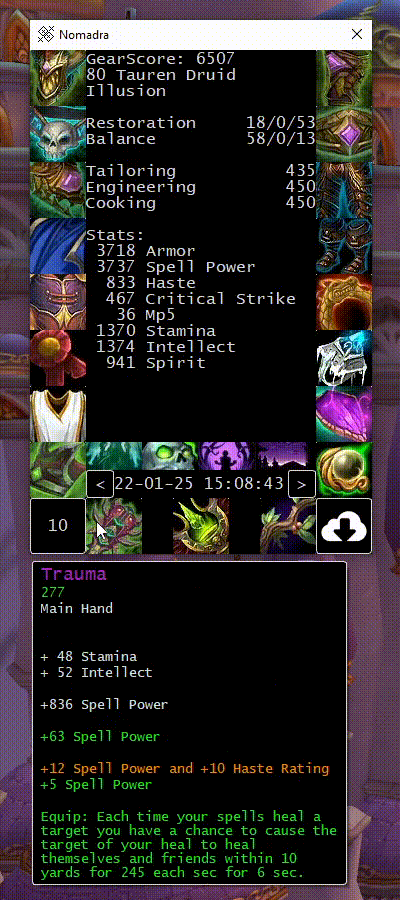 Nomadra
GearScore: 6507
80 Tauren Druid
Illusion
Restoration 18/0/53
Balance 58/0/13
Tailoring 435
Engineering 450
Cooking 450
Stats:
3718 Armor
3737 Spell Power
833 Haste
467 Critical Strike
36 Mp5
1370 Stamina
1374 Intellect
941 Spirit
< 22-01-25 15:08:43 >
10
Trauma
277
Main Hand
+ 48 Stamina
+ 52 Intellect
+836 Spell Power
+63 Spell Power
+12 Spell Power and +10 Haste Rating
+5 Spell Power
Equip: Each time your spells heal a
target you have a chance to cause the
target of your heal to heal
themselves and friends within 10
yards for 245 each sec for 6 sec.